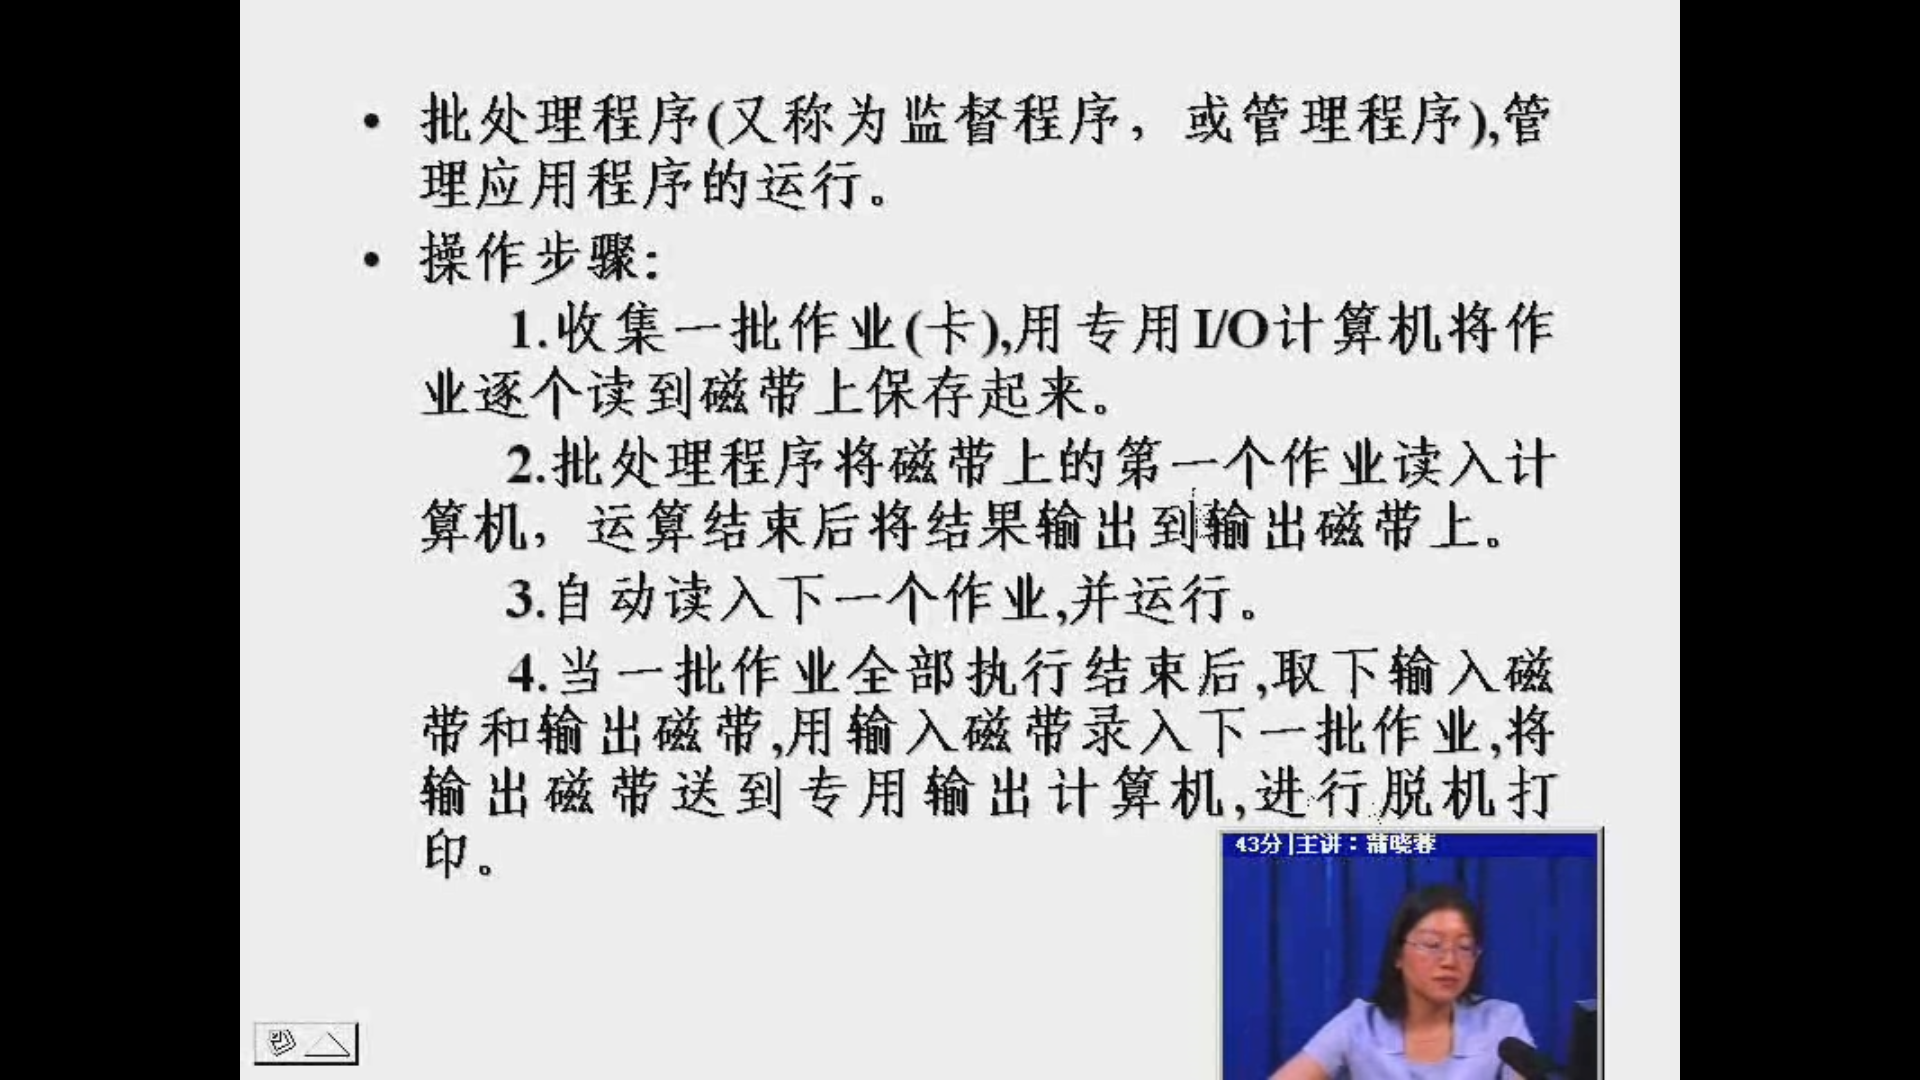 • 批处理程序(又称为监督程序，或管理程序),管
理应用程序的运行。
• 操作步骤:
1.收集一批作业(卡),用专用I/O计算机将作
业逐个读到磁带上保存起来。
2.批处理程序将磁带上的第一个作业读入计
算机，运算结束后将结果输出到输出磁带上。
3.自动读入下一个作业,并运行。
4.当一批作业全部执行结束后,取下输入磁
带和输出磁带,用输入磁带录入下一批作业,将
输出磁带送到专用输出计算机,进行脱机打
印。
43分|主讲：蒲晓蓉